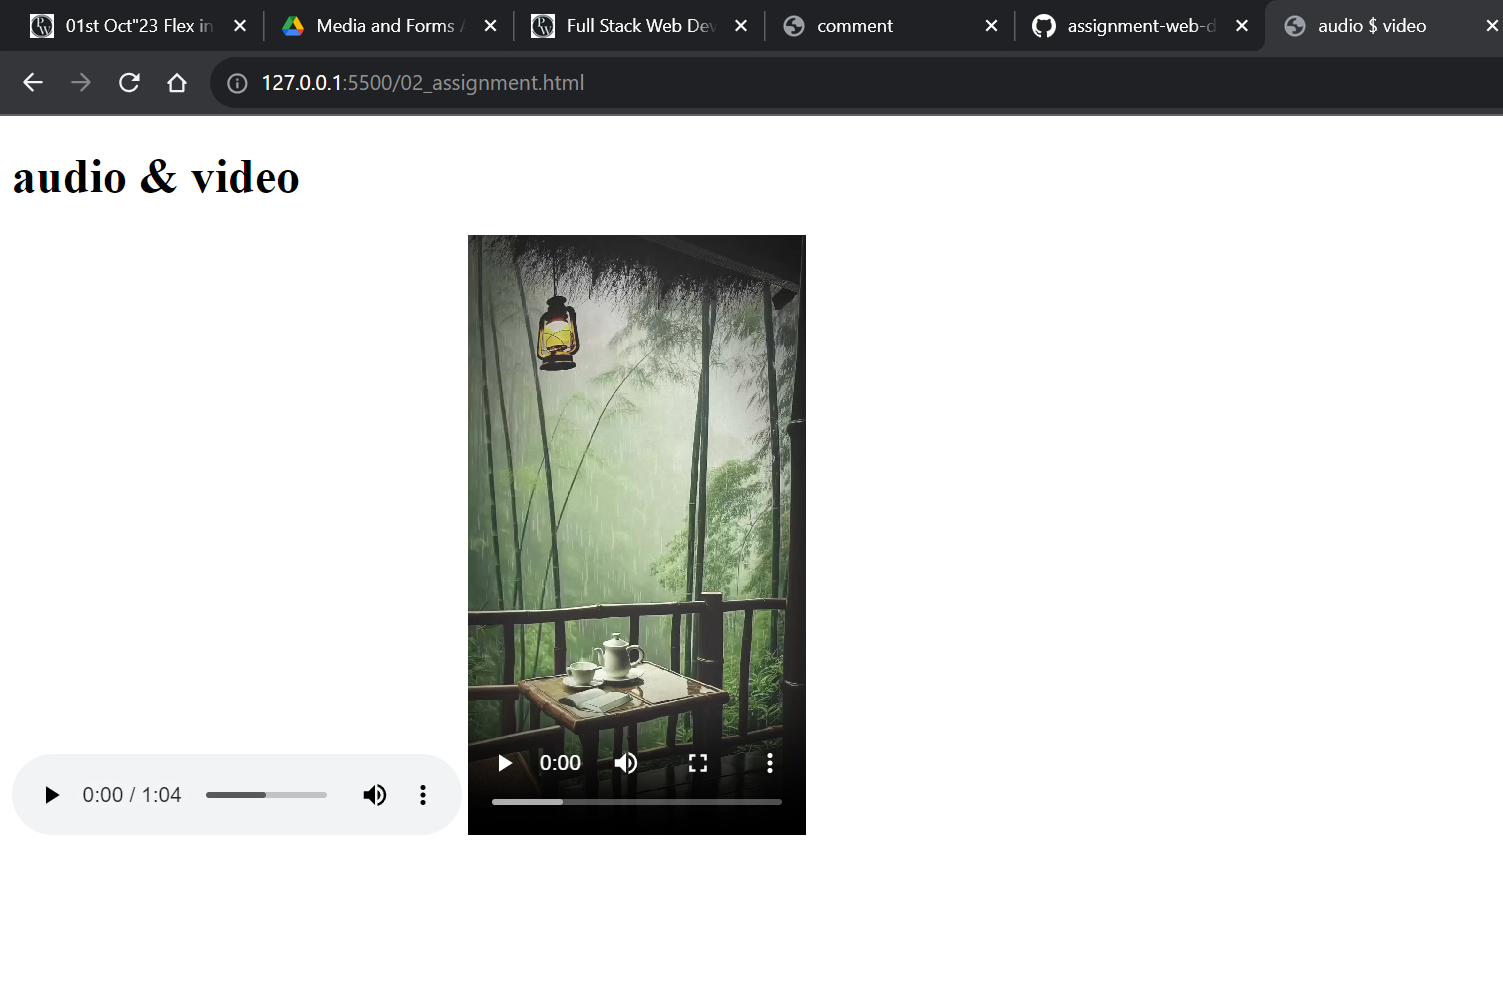 01st Oct"23 Flex in
Media and Forms
Full Stack Web Dev
comment
assignment-web-d
audio $ video
127.0.0.1:5500/02_assignment.html
audio & video
0:00 / 1:04
0:00